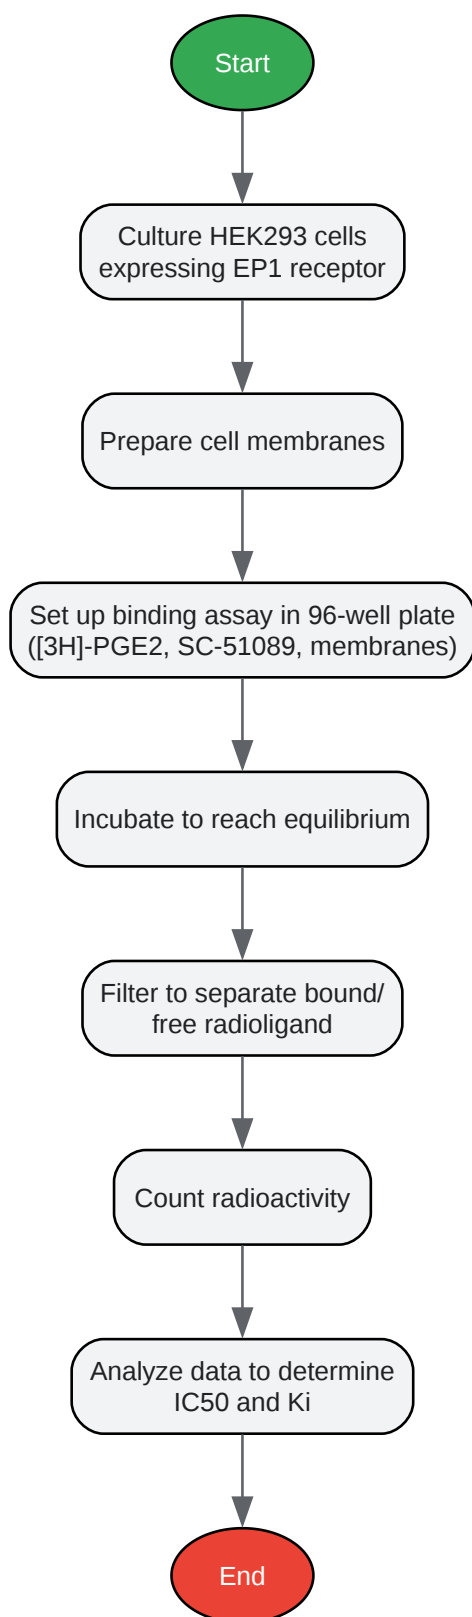 Start
Culture HEK293 cells
expressing EP1 receptor
Prepare cell membranes
Set up binding assay in 96-well plate
([3H]-PGE2, SC-51089, membranes)
Incubate to reach equilibrium
Filter to separate bound/
free radioligand
Count radioactivity
Analyze data to determine
IC50 and Ki
End